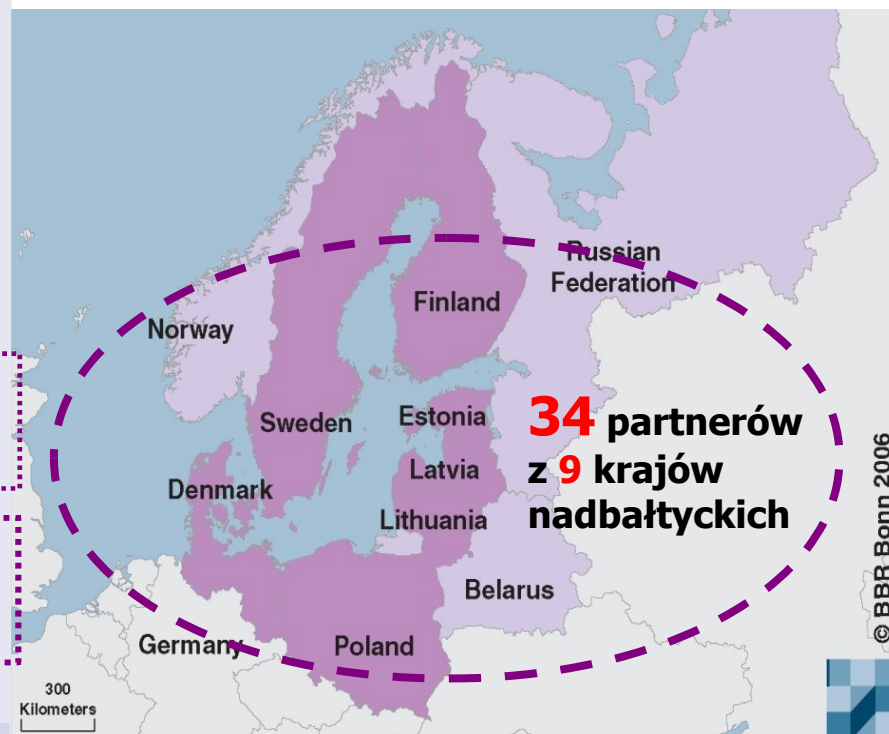 Russian
Federation
Finland
Norway
Sweden
Estonia
34 partnerów
z 9 krajów
nadbałtyckich
Latvia
Denmark
Lithuania
Belarus
Germany
Poland
300
Kilometers
© BBR Bonn 2006